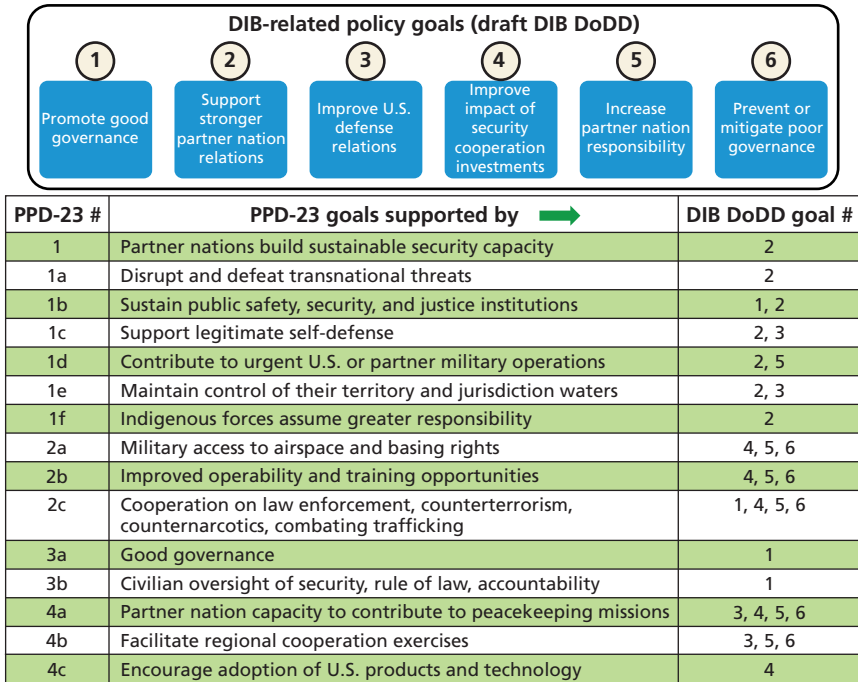 DIB-related policy goals (draft DIB DoDD)
1 2 3 4 5 6
Promote good
governance
Support
stronger
partner nation
relations
Improve U.S.
defense
relations
Improve
impact of
security
cooperation
investments
Increase
partner nation
responsibility
Prevent or
mitigate poor
governance
PPD-23 # PPD-23 goals supported by DIB DoDD goal #
1 Partner nations build sustainable security capacity 2
1a Disrupt and defeat transnational threats 2
1b Sustain public safety, security, and justice institutions 1, 2
1c Support legitimate self-defense 2, 3
1d Contribute to urgent U.S. or partner military operations 2, 5
1e Maintain control of their territory and jurisdiction waters 2, 3
1f Indigenous forces assume greater responsibility 2
2a Military access to airspace and basing rights 4, 5, 6
2b Improved operability and training opportunities 4, 5, 6
2c Cooperation on law enforcement, counterterrorism, 1, 4, 5, 6
counternarcotics, combating trafficking
3a Good governance 1
3b Civilian oversight of security, rule of law, accountability 1
4a Partner nation capacity to contribute to peacekeeping missions 3, 4, 5, 6
4b Facilitate regional cooperation exercises 3, 5, 6
4c Encourage adoption of U.S. products and technology 4